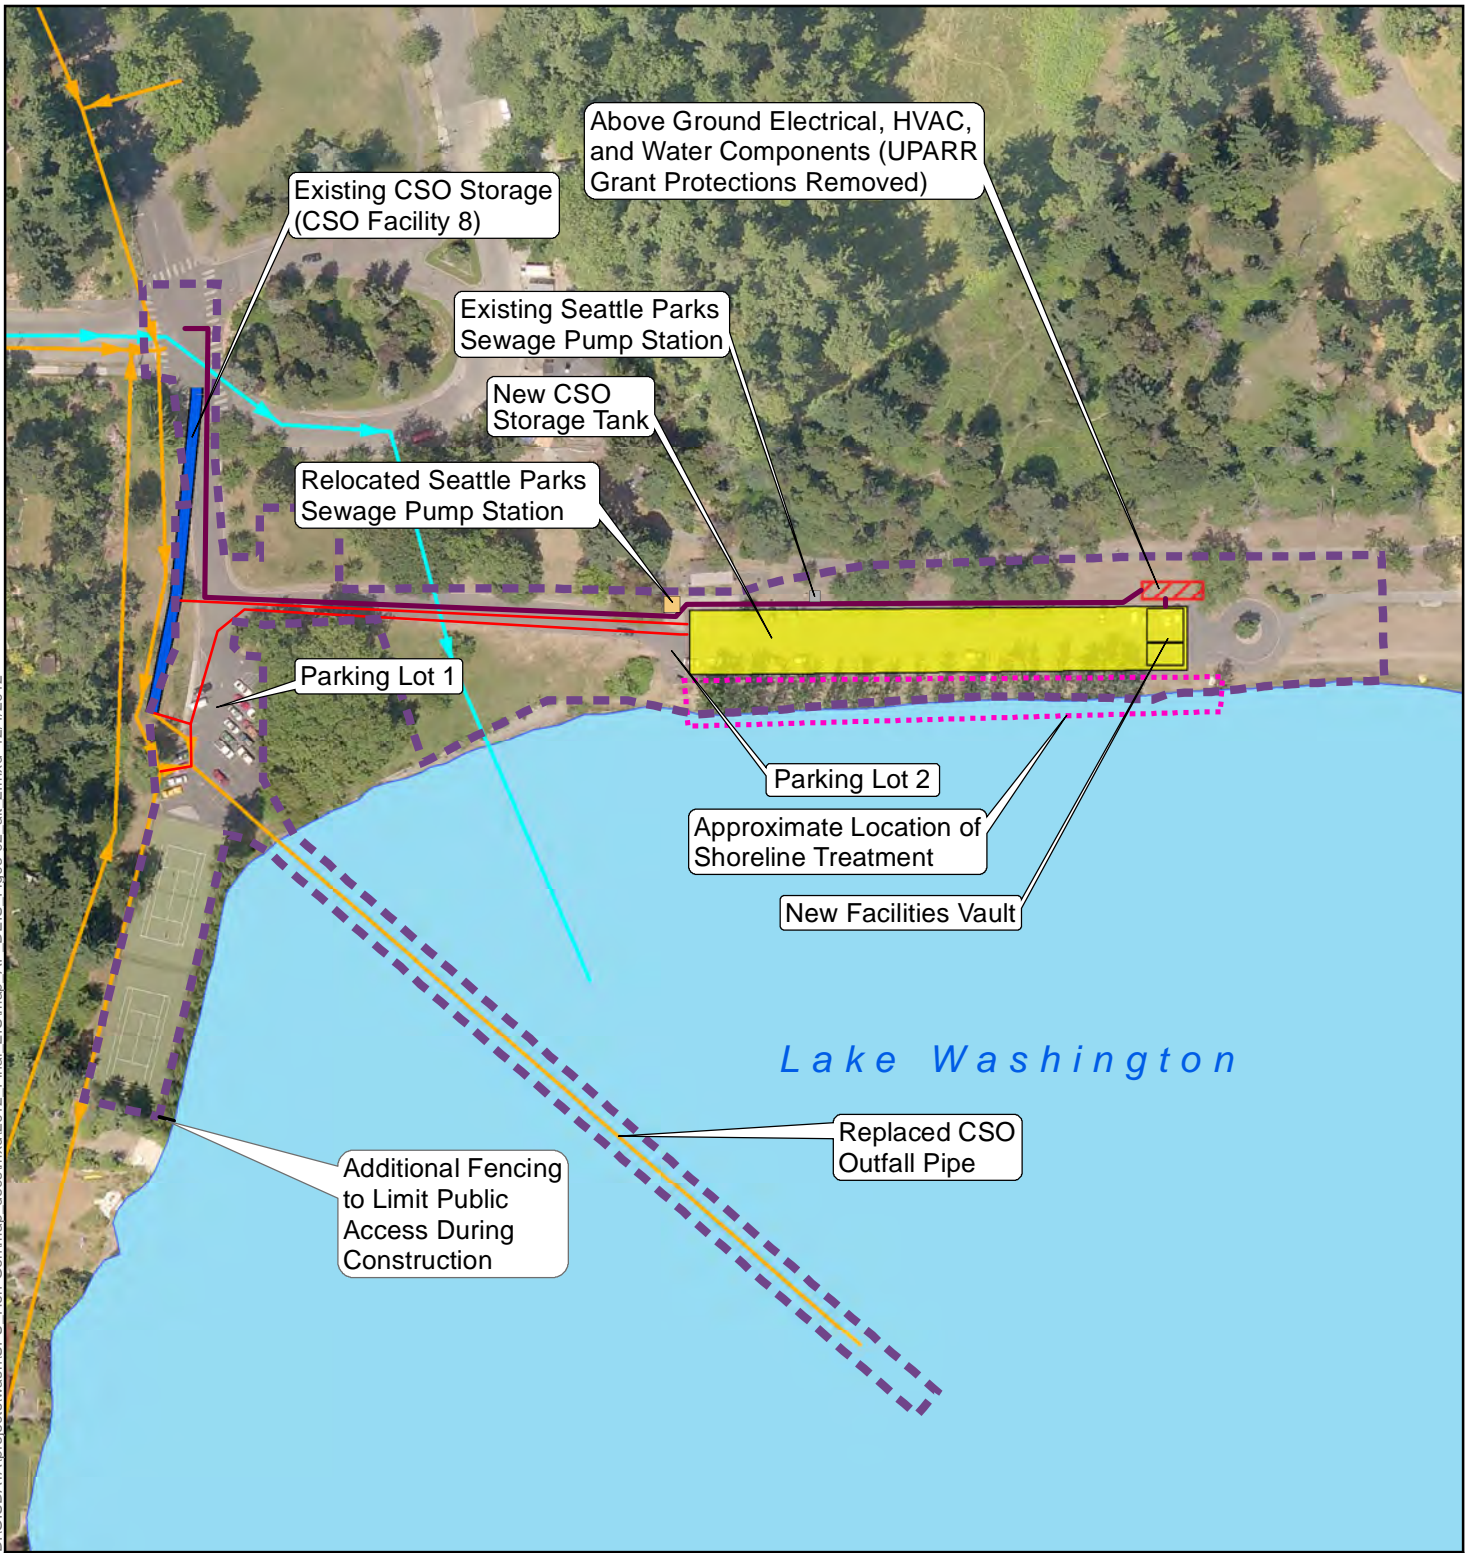 Above Ground Electrical, HVAC,
and Water Components (UPARR
Grant Protections Removed)
Existing CSO Storage
(CSO Facility 8)
Existing Seattle Parks
Sewage Pump Station
New CSO
Storage Tank
Relocated Seattle Parks
Sewage Pump Station
Parking Lot 1
Parking Lot 2
Approximate Location of
Shoreline Treatment
New Facilities Vault
Lake Washington
Replaced CSO
Outfall Pipe
Additional Fencing
to Limit Public
Access During
Construction